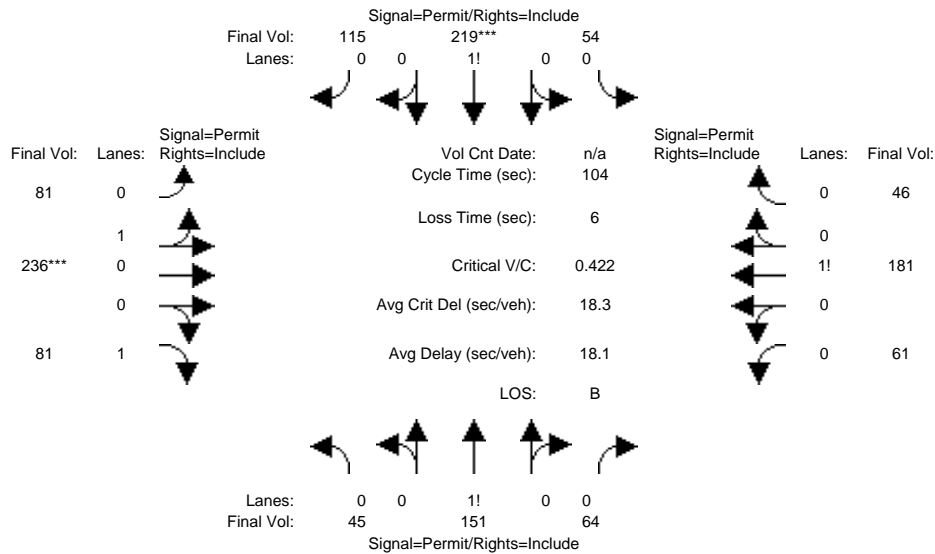 Signal=Permit/Rights=Include
Final Vol: 115 219*** 54
Lanes: 0 0 1! 0 0
Signal=Permit Signal=Permit
Final Vol: Lanes: Rights=Include Vol Cnt Date: n/a Rights=Include Lanes: Final Vol:
Cycle Time (sec): 104
81 0 0 46
Loss Time (sec): 6
1 0
236*** 0 Critical V/C: 0.422 1! 181
0 Avg Crit Del (sec/veh): 18.3 0
81 1 Avg Delay (sec/veh): 18.1 0 61
LOS: B
Lanes: 0 0 1! 0 0
Final Vol: 45 151 64
Signal=Permit/Rights=Include